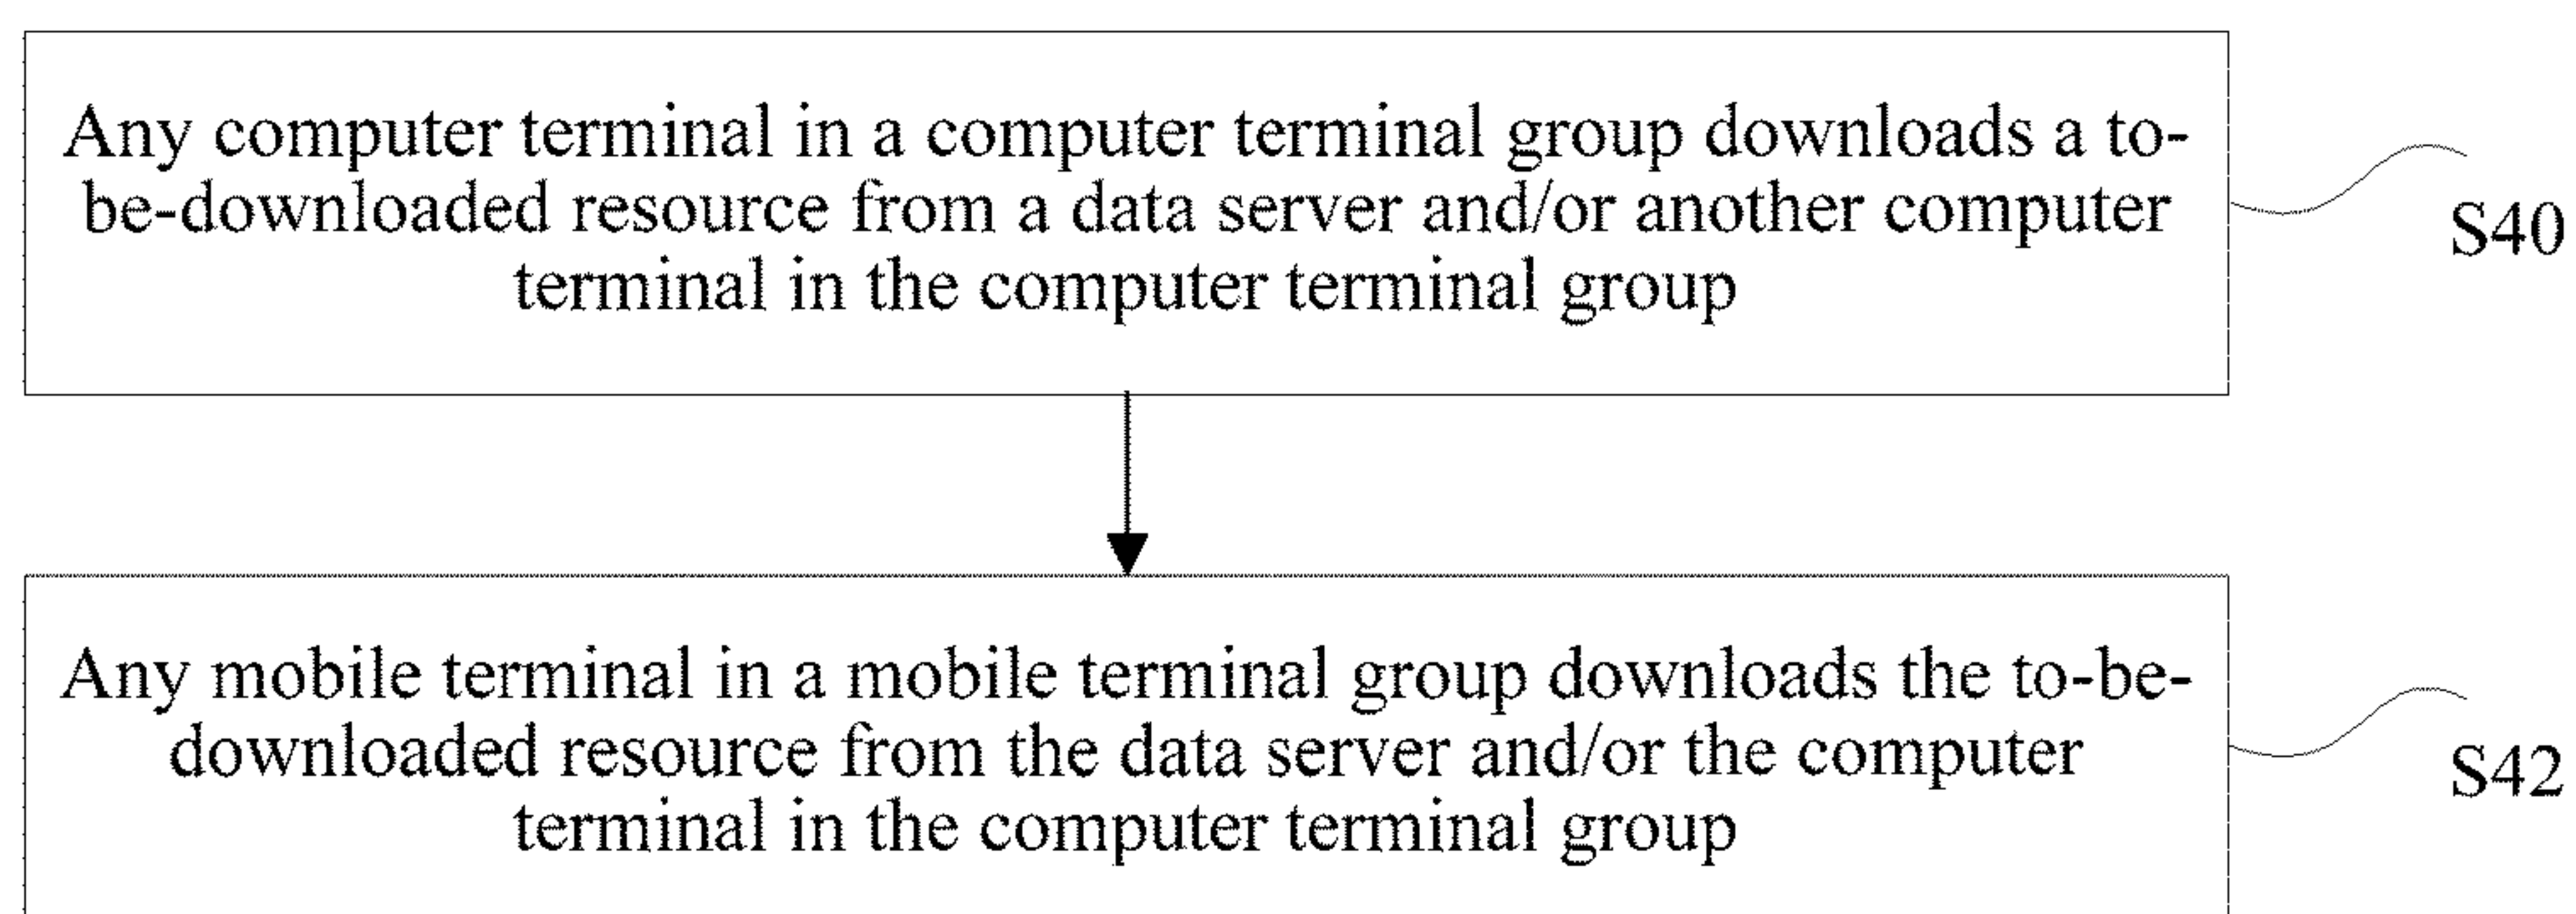 Any computer terminal in a computer terminal group downloads a to-
be-downloaded resource from a data server and/or another computer
terminal in the computer terminal group
S40
Any mobile terminal in a mobile terminal group downloads the to-be-
downloaded resource from the data server and/or the computer
terminal in the computer terminal group
S42